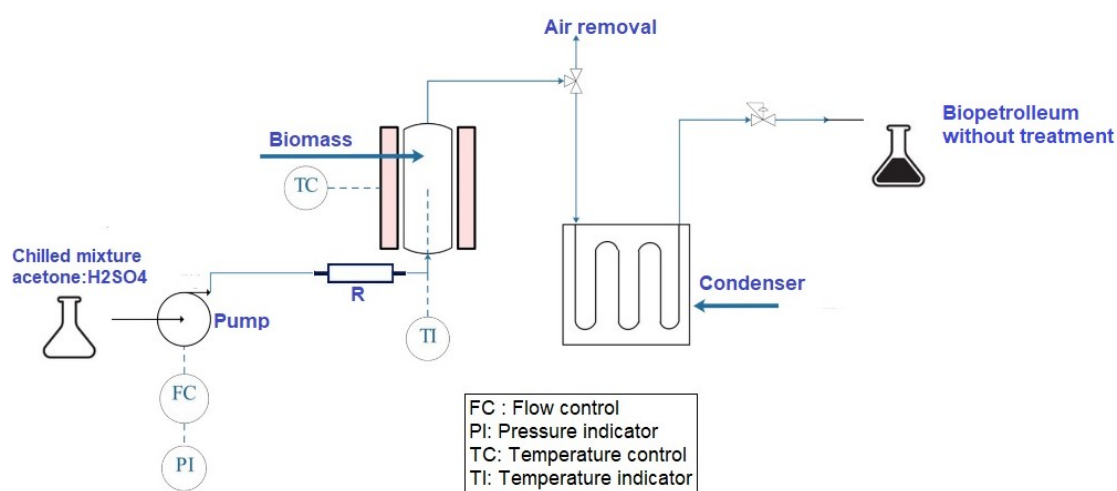 Air removal
Biopetrolleum
without treatment
Biomass
TC
Chilled mixture
acetone:H2SO4
R
Condenser
Pump
TI
FC
PI
FC : Flow control
PI: Pressure indicator
TC: Temperature control
TI: Temperature indicator